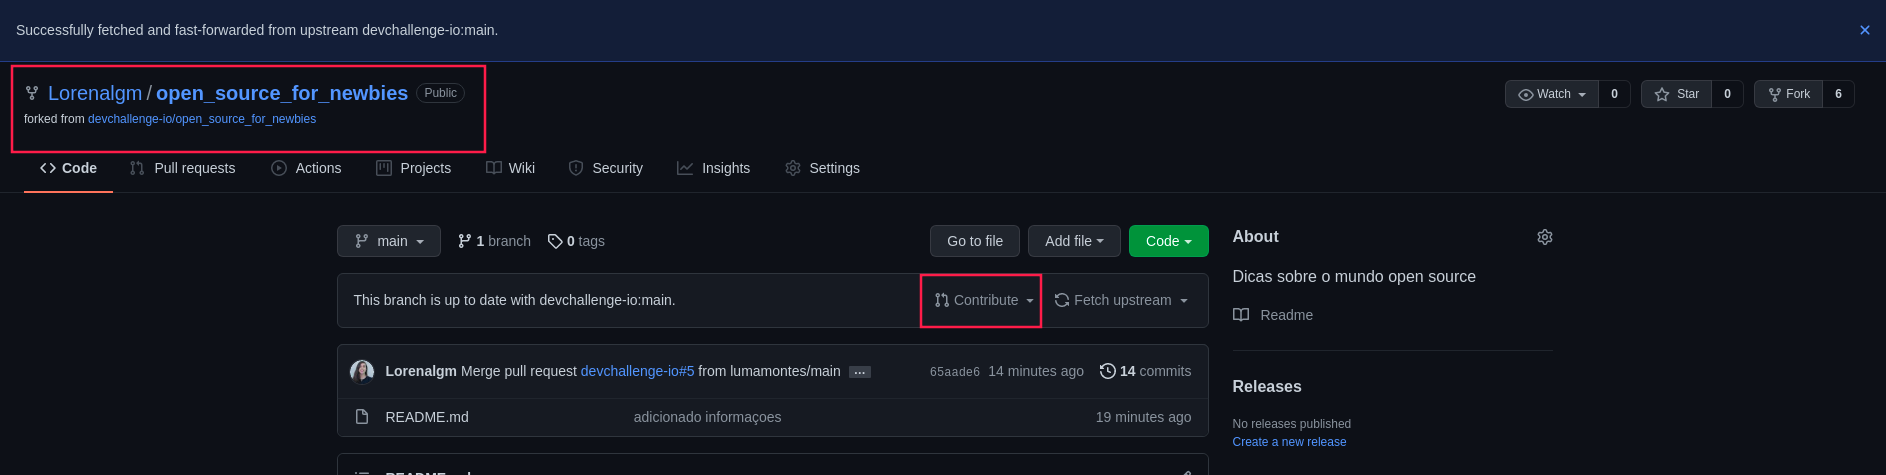 Successfully fetched and fast-forwarded from upstream devchallenge-io:main.
Lorenalgm / open_source_for_newbies Public
Watch 0 Star 0 Fork 6
forked from devchallenge-io/open_source_for_newbies
Code Pull requests Actions Projects Wiki Security Insights Settings
main 1 branch 0 tags Go to file Add file Code
This branch is up to date with devchallenge-io:main. Contribute Fetch upstream
Lorenalgm Merge pull request devchallenge-io#5 from lumamontes/main ... 65aade6 14 minutes ago 14 commits
README.md adicionado informaçoes 19 minutes ago
README.md
About
Dicas sobre o mundo open source
Readme
Releases
No releases published
Create a new release